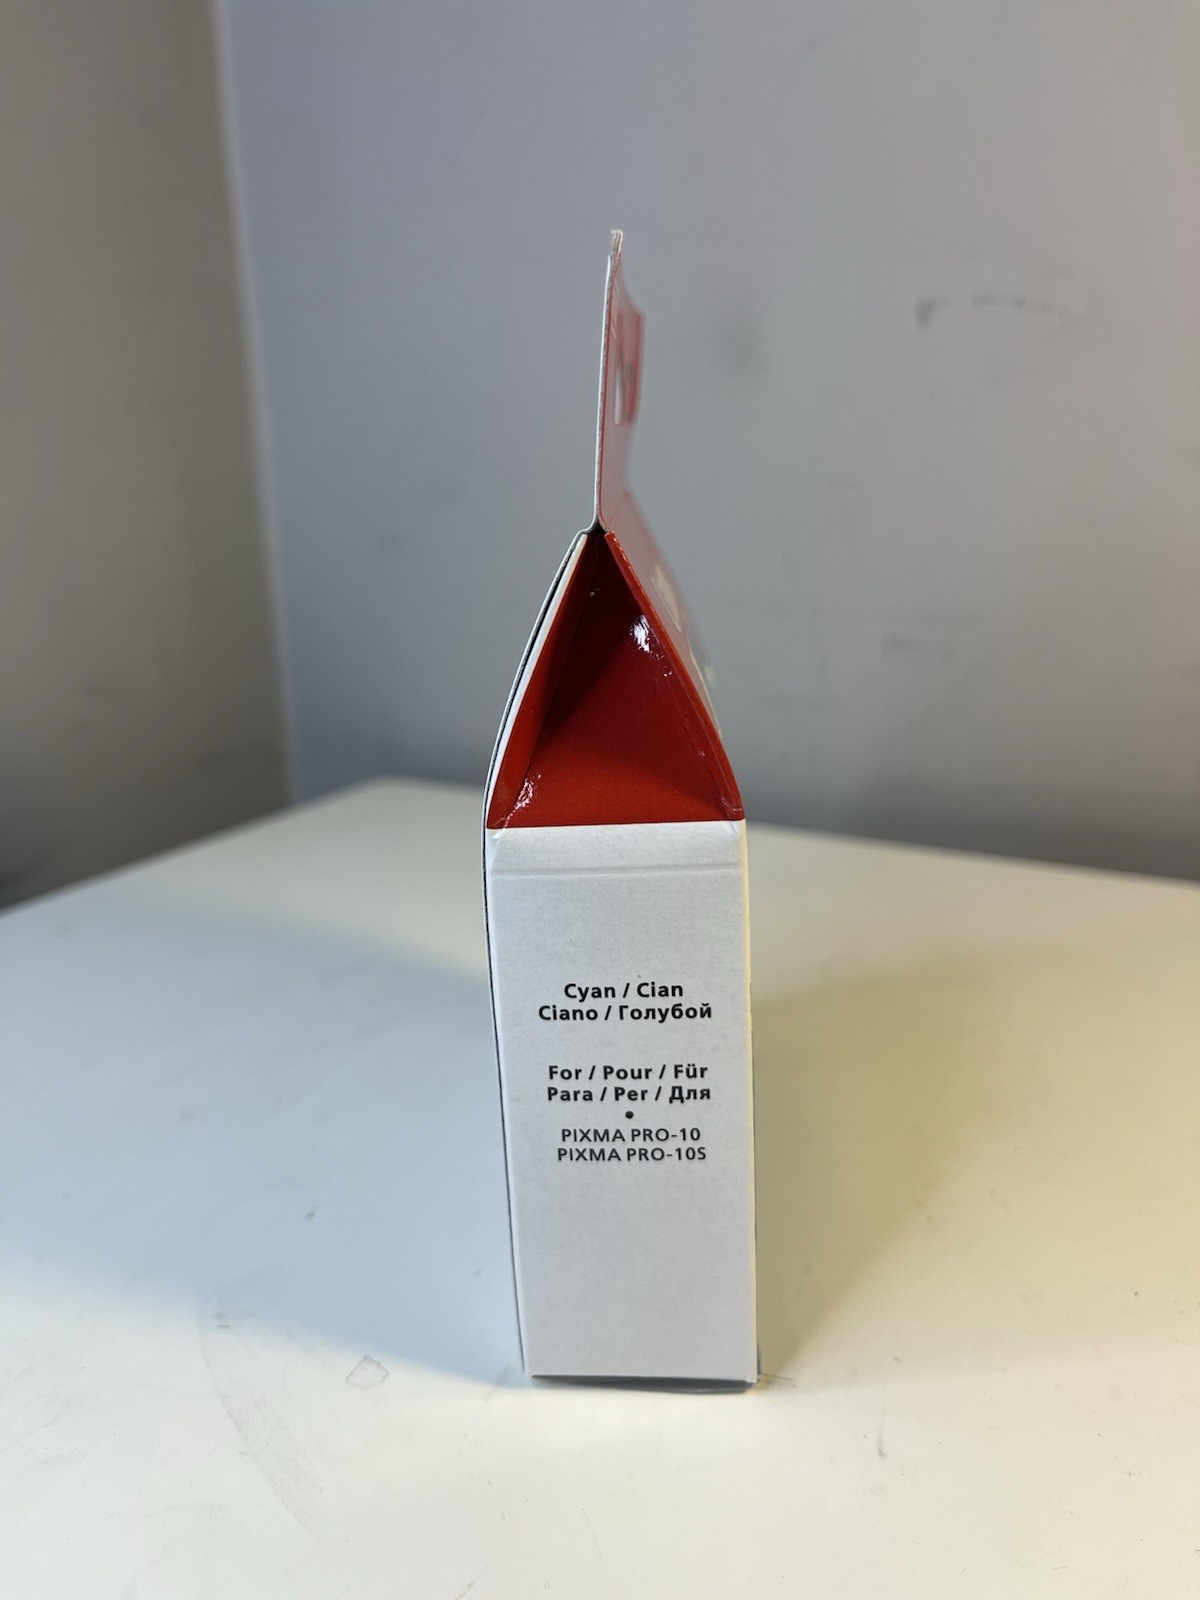 Cyan / Cian
Ciano / Голубой
For / Pour / Für
Para / Per / Для
•
PIXMA PRO-10
PIXMA PRO-10S